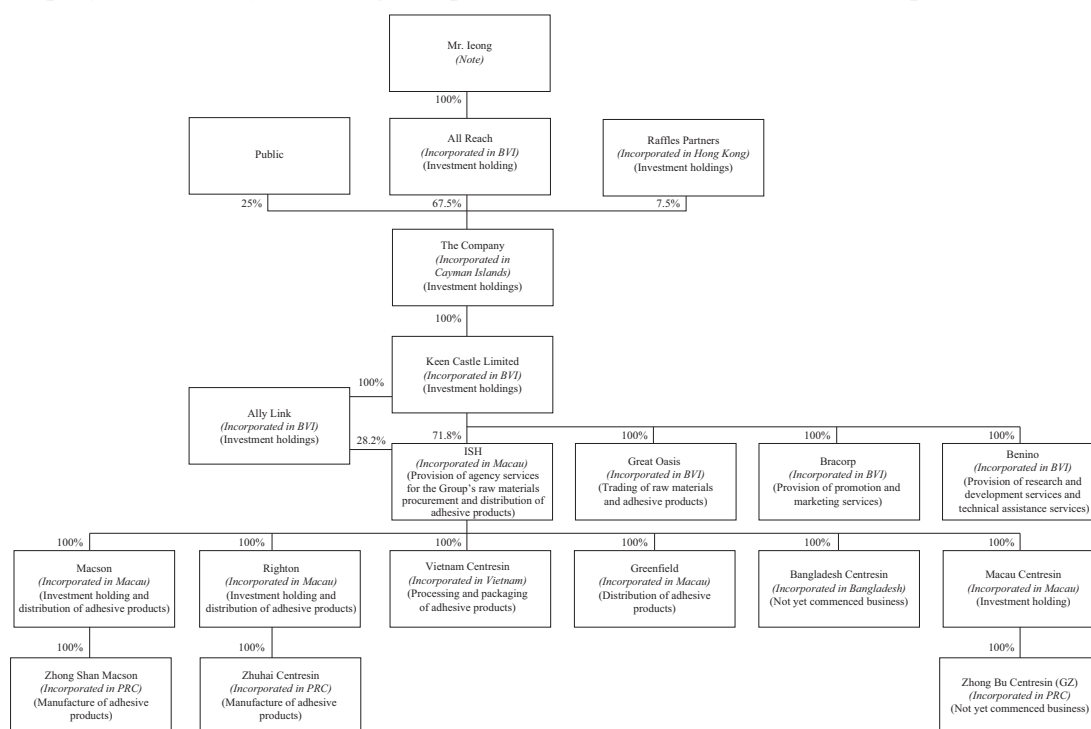 Mr. Ieong
(Note)
100%
Public
All Reach
(Incorporated in BVI)
(Investment holding)
Raffles Partners
(Incorporated in Hong Kong)
(Investment holdings)
25%
67.5%
7.5%
The Company
(Incorporated in
Cayman Islands)
(Investment holdings)
100%
Keen Castle Limited
(Incorporated in BVI)
(Investment holdings)
100%
Ally Link
(Incorporated in BVI)
(Investment holdings)
28.2%
71.8%
100%
100%
100%
ISH
(Incorporated in Macau)
(Provision of agency services
for the Group's raw materials
procurement and distribution of
adhesive products)
Great Oasis
(Incorporated in BVI)
(Trading of raw materials
and adhesive products)
Bracorp
(Incorporated in BVI)
(Provision of promotion and
marketing services)
Benino
(Incorporated in BVI)
(Provision of research and
development services and
technical assistance services)
100%
100%
100%
100%
100%
100%
Macson
(Incorporated in Macau)
(Investment holding and
distribution of adhesive products)
Righton
(Incorporated in Macau)
(Investment holding and
distribution of adhesive products)
Vietnam Centresin
(Incorporated in Vietnam)
(Processing and packaging
of adhesive products)
Greenfield
(Incorporated in Macau)
(Distribution of adhesive
products)
Bangladesh Centresin
(Incorporated in Bangladesh)
(Not yet commenced business)
Macau Centresin
(Incorporated in Macau)
(Investment holding)
100%
100%
100%
Zhong Shan Macson
(Incorporated in PRC)
(Manufacture of adhesive
products)
Zhuhai Centresin
(Incorporated in PRC)
(Manufacture of adhesive
products)
Zhong Bu Centresin (GZ)
(Incorporated in PRC)
(Not yet commenced business)